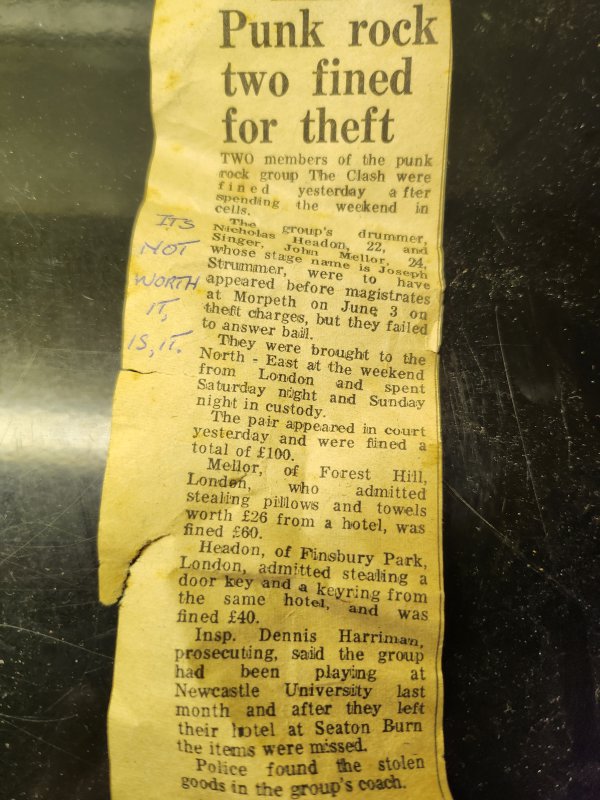 Punk rock
two fined
for theft
TWO members of the punk
rock group The Clash were
fined yesterday after
spending the weekend in
cells.
The group's drummer,
Nicholas Headon, 22, and
Singer, John Mellor, 24,
whose stage name is Joseph
Strummer, were to have
appeared before magistrates
at Morpeth on June 3 on
theft charges, but they failed
to answer bail.
They were brought to the
North - East at the weekend
from London and spent
Saturday night and Sunday
night in custody.
The pair appeared in court
yesterday and were fined a
total of £100.
Mellor, of Forest Hill,
London, who admitted
stealing pillows and towels
worth £26 from a hotel, was
fined £60.
Headon, of Finsbury Park,
London, admitted stealing a
door key and a keyring from
the same hotel, and was
fined £40.
Insp. Dennis Harriman,
prosecuting, said the group
had been playing at
Newcastle University last
month and after they left
their hotel at Seaton Burn
the items were missed.
Police found the stolen
goods in the group's coach.
ITS
NOT
WORTH
IT,
IS, IT.